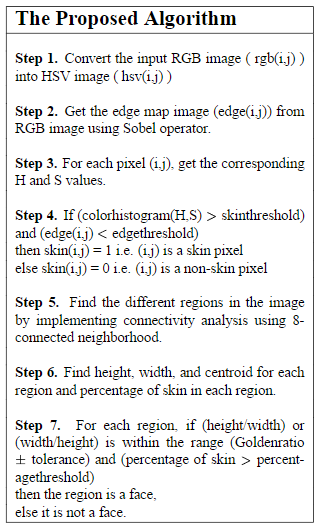 The Proposed Algorithm
Step 1. Convert the input RGB image ( rgb(i,j) )
into HSV image ( hsv(i,j) )
Step 2. Get the edge map image (edge(i,j)) from
RGB image using Sobel operator.
Step 3. For each pixel (i,j), get the corresponding
H and S values.
Step 4. If (colorhistogram(H,S) > skinthreshold)
and (edge(i,j) < edgethreshold)
then skin(i,j) = 1 i.e. (i,j) is a skin pixel
else skin(i,j) = 0 i.e. (i,j) is a non-skin pixel
Step 5. Find the different regions in the image
by implementing connectivity analysis using 8-
connected neighborhood.
Step 6. Find height, width, and centroid for each
region and percentage of skin in each region.
Step 7. For each region, if (height/width) or
(width/height) is within the range (Goldenratio
± tolerance) and (percentage of skin > percent-
agethreshold)
then the region is a face,
else it is not a face.